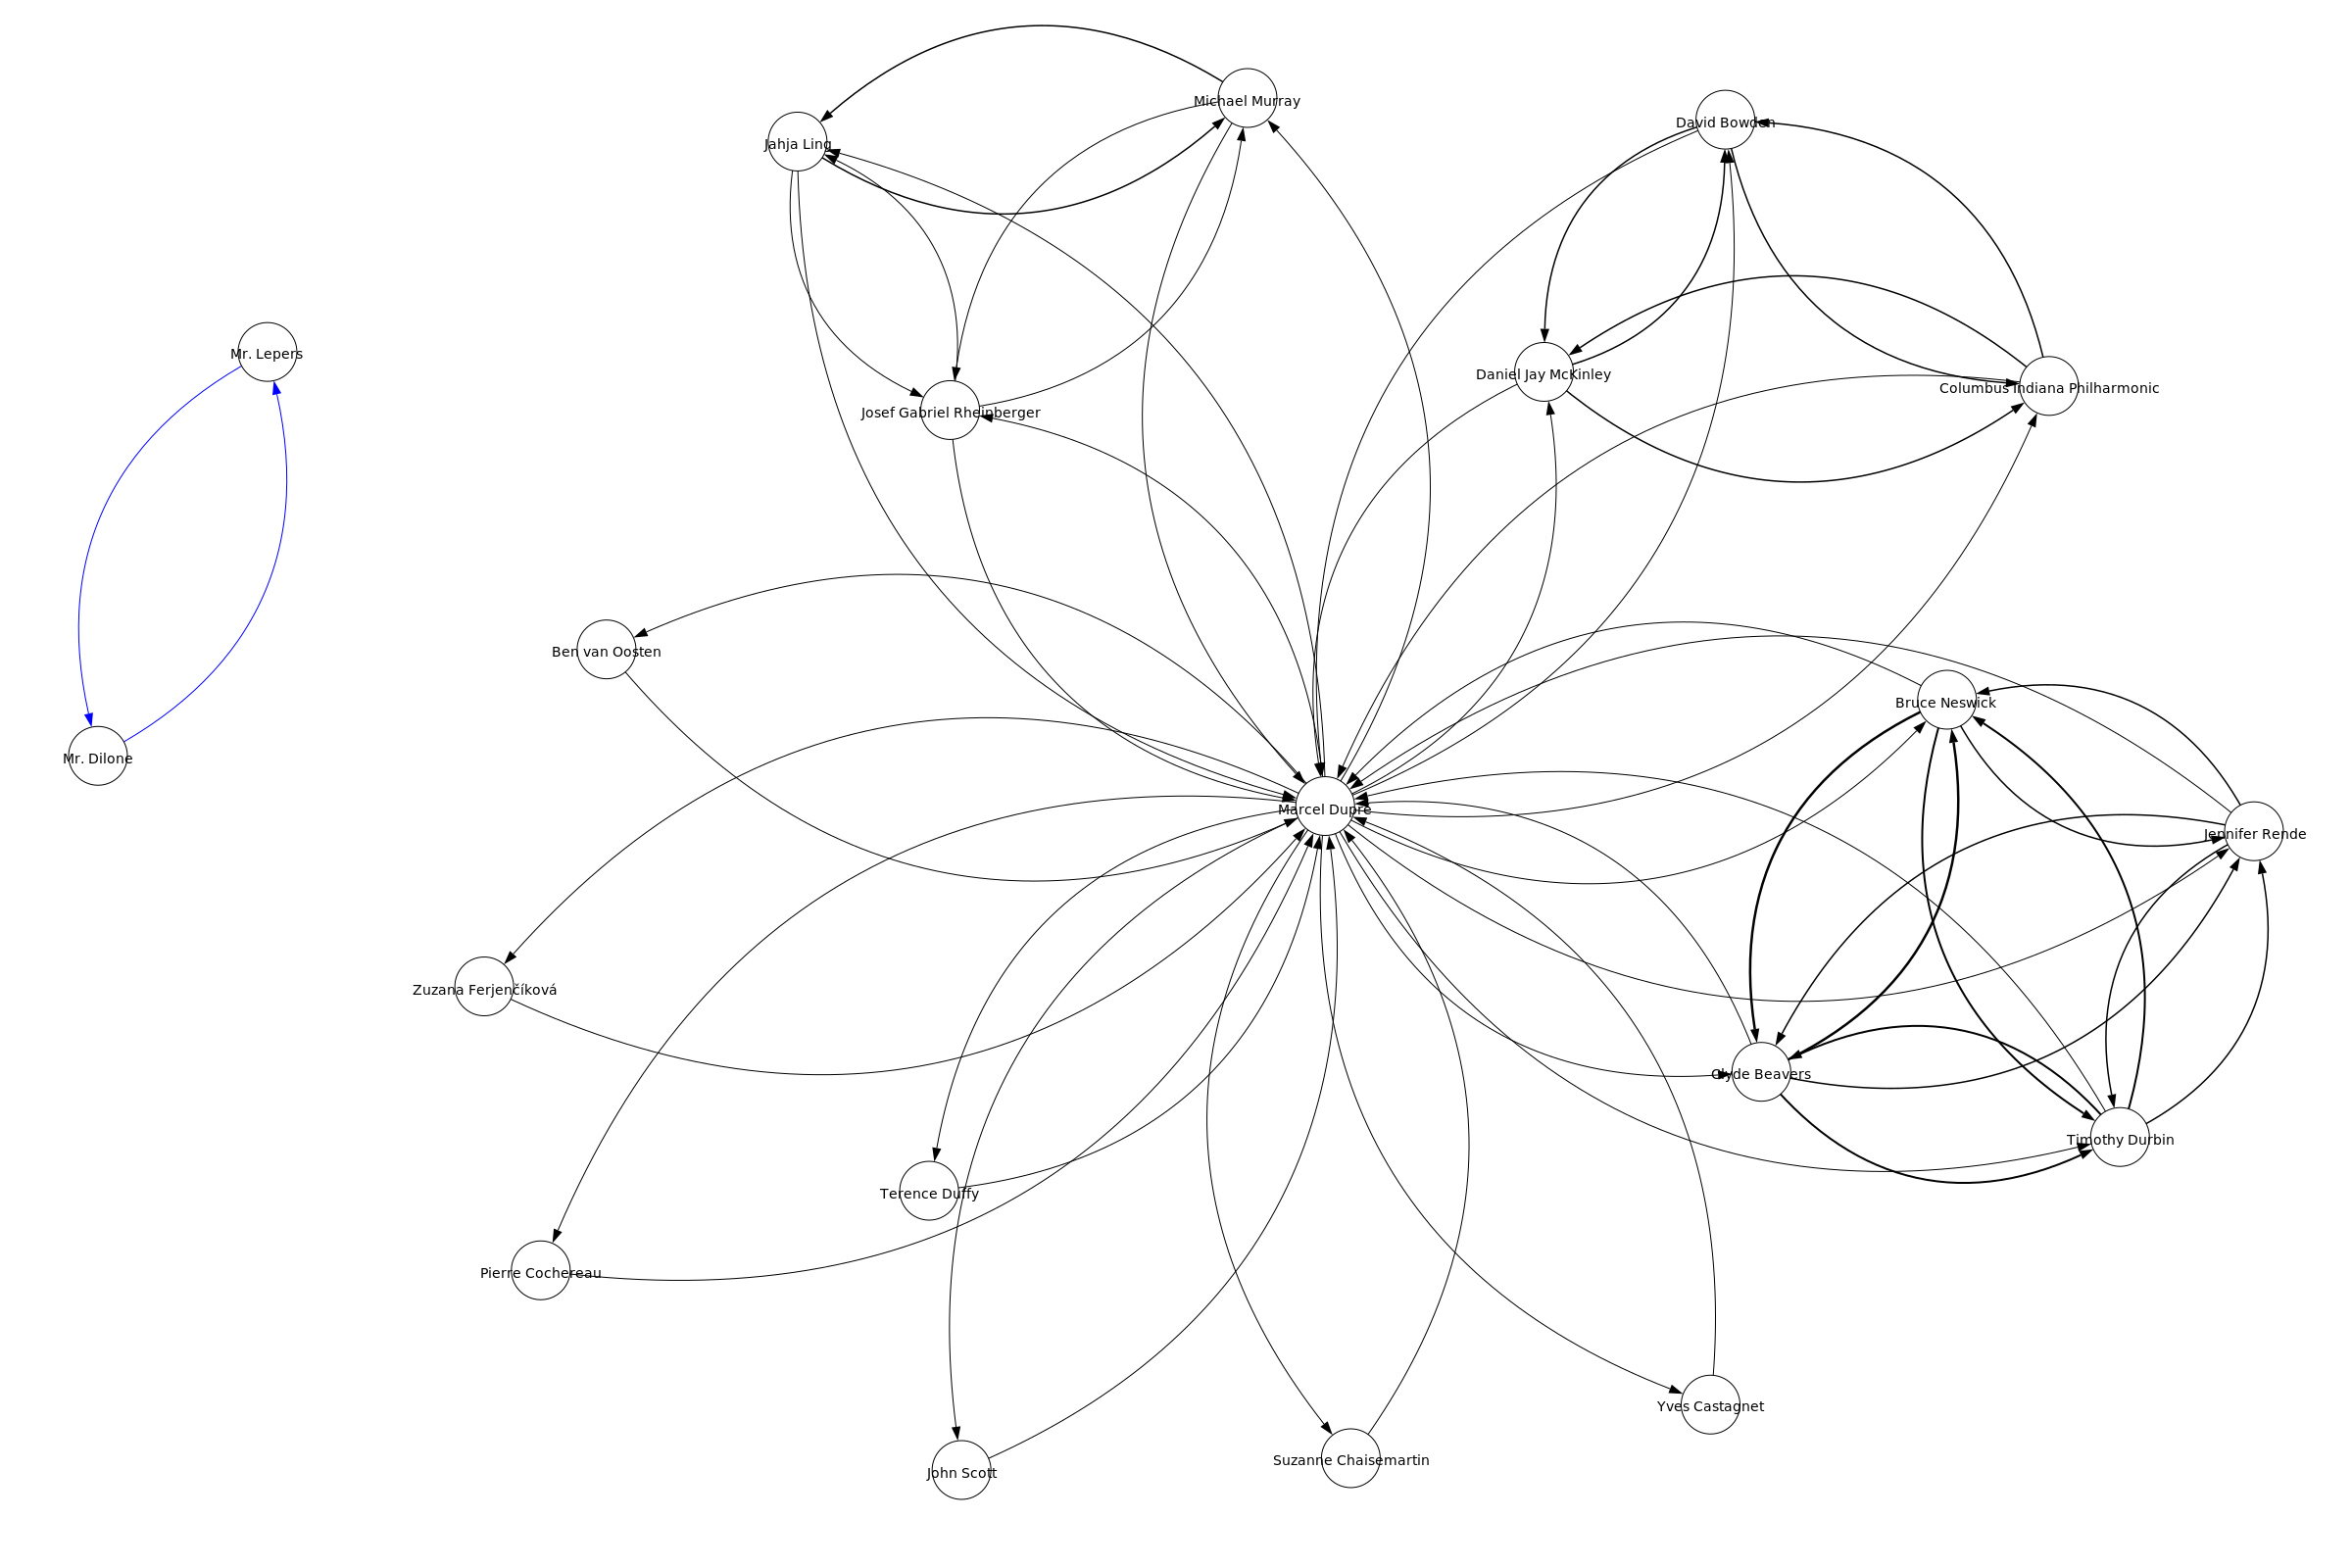 Michael Murray
David Bowden
Jahja Ling
Mr. Lepers
Daniel Jay McKinley
Columbus Indiana Philharmonic
Josef Gabriel Rheinberger
Ben van Oosten
Bruce Neswick
Mr. Dilone
Marcel Dupré
Jennifer Rende
Zuzana Ferjenčíková
Clyde Beavers
Timothy Durbin
Terence Duffy
Pierre Cochereau
Yves Castagnet
Suzanne Chaisemartin
John Scott